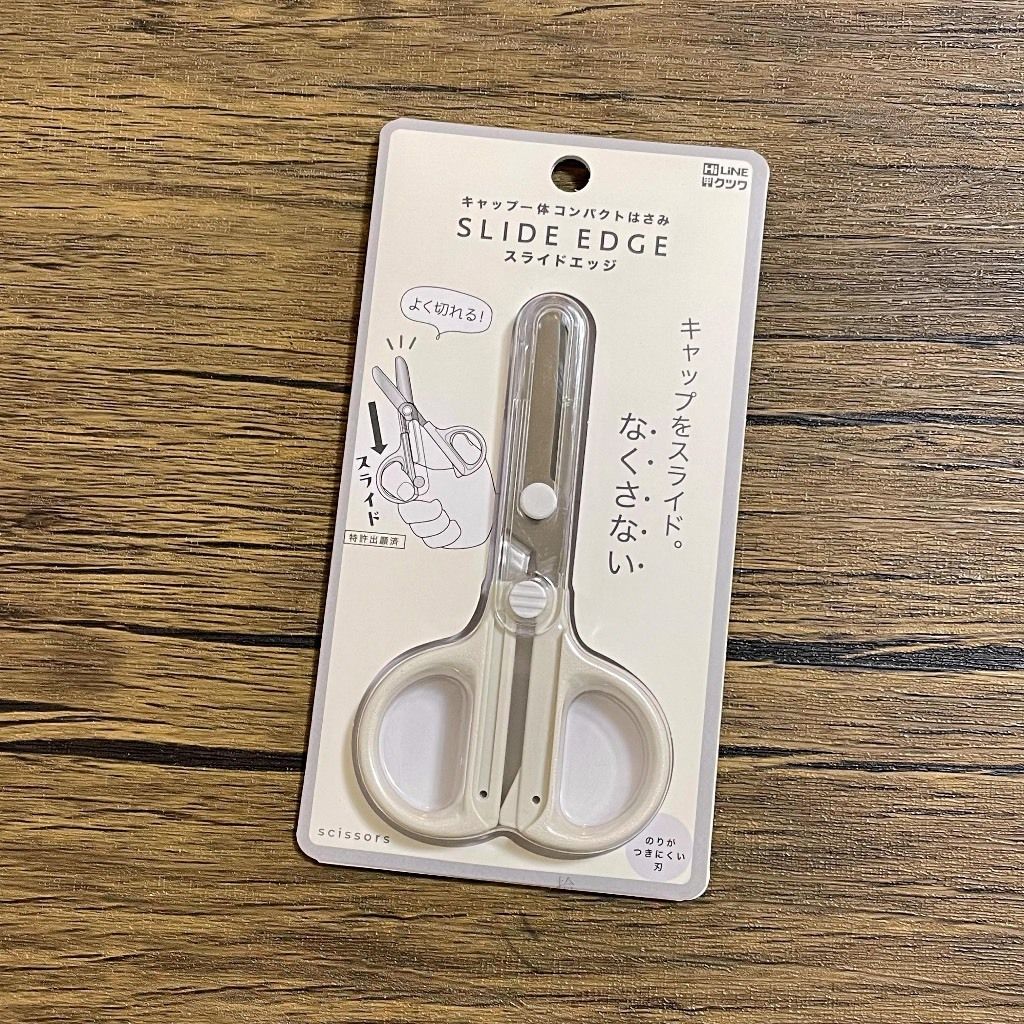 Hi LiNE
クツワ
キャップ一体コンパクトはさみ
SLIDE EDGE
スライドエッジ
よく切れる!
スライド
特許出願済
キャップをスライド。
なくさない
scissors
のりが
つきにくい
刃